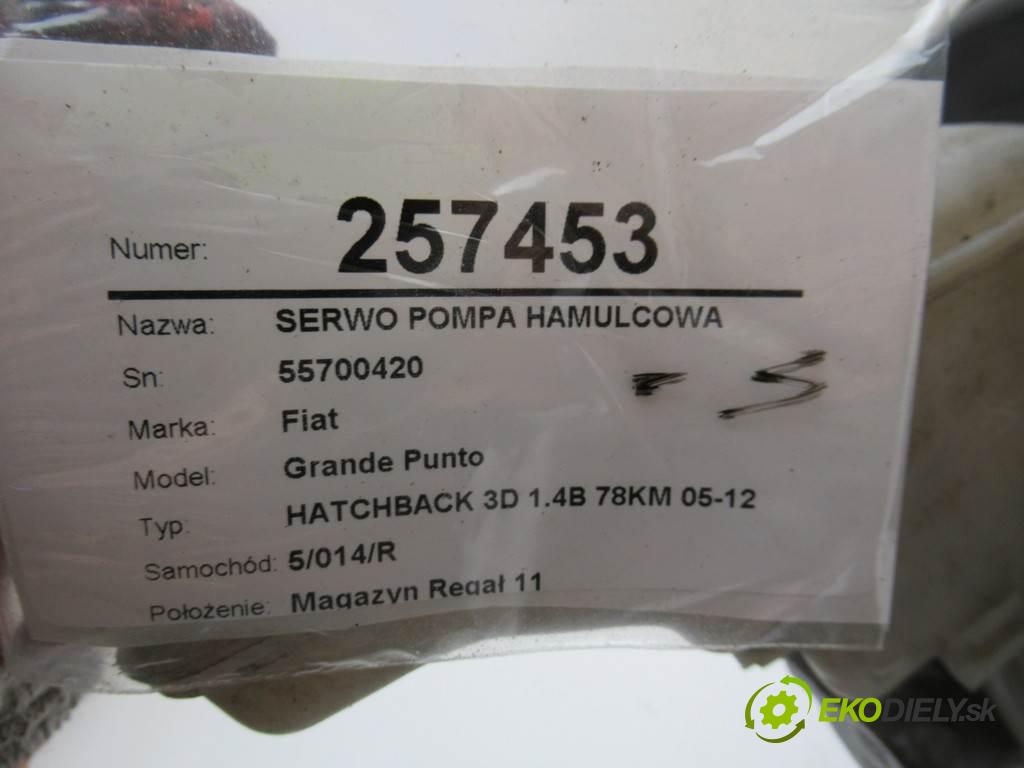 Numer: 257453
Nazwa: SERWO POMPA HAMULCOWA
Sn: 55700420
Marka: Fiat
Model: Grande Punto
Typ: HATCHBACK 3D 1.4B 78KM 05-12
Samochód: 5/014/R
Położenie: Magazyn Regał 11
EKODIELY.sk